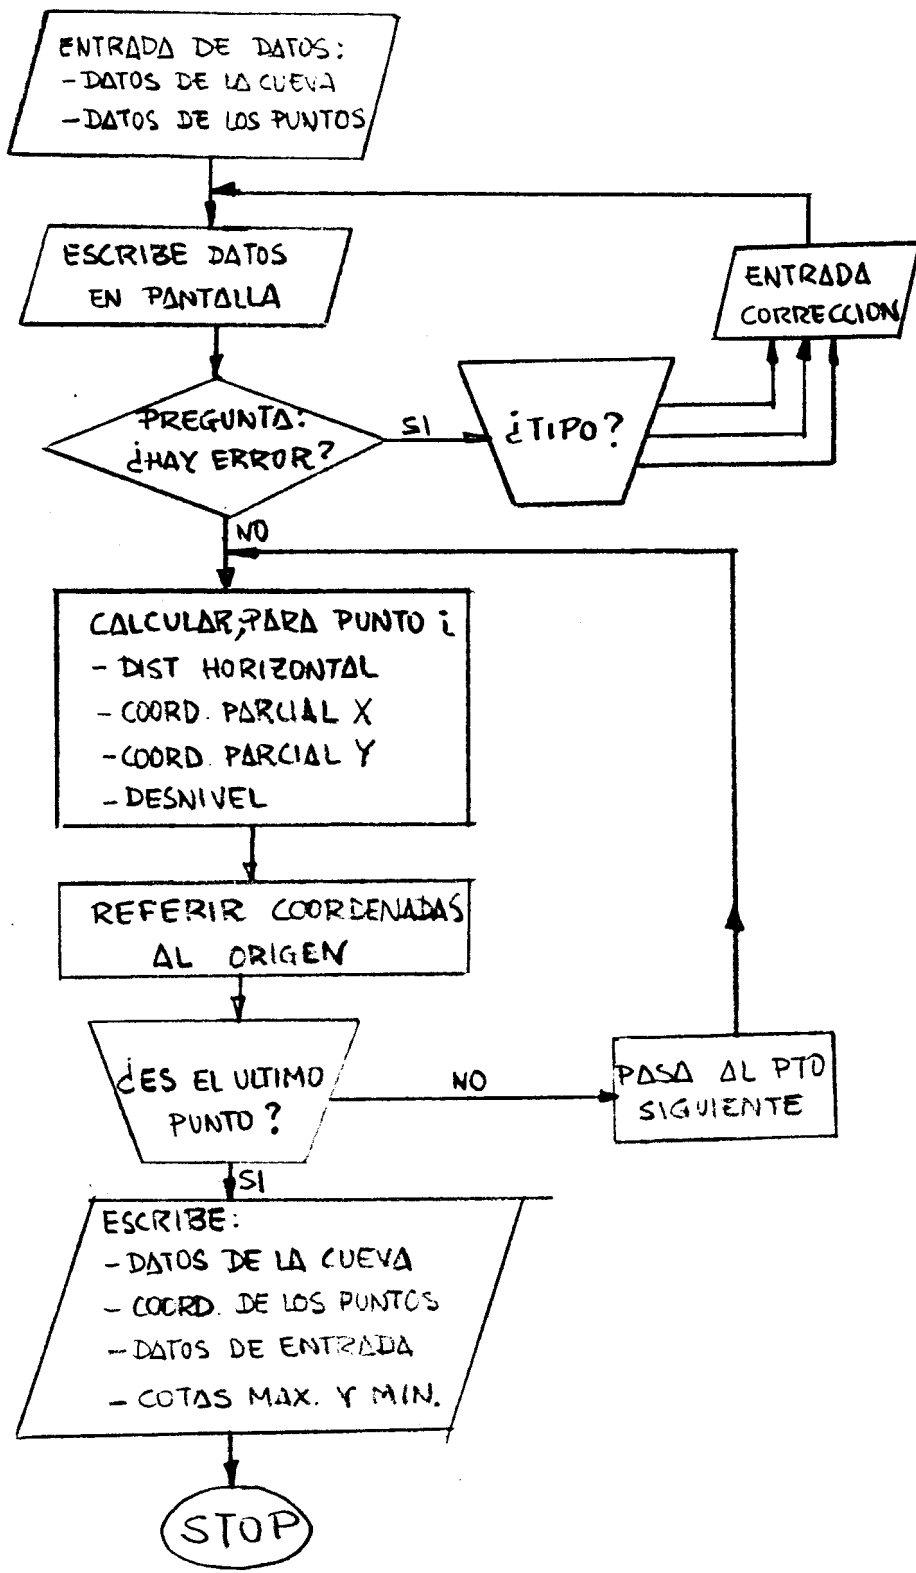 ENTRADA DE DATOS:
- DATOS DE LA CUEVA
- DATOS DE LOS PUNTOS
ESCRIBE DATOS
EN PANTALLA
ENTRADA
CORRECCION
PREGUNTA:
¿HAY ERROR?
SI
¿TIPO?
NO
CALCULAR, PARA PUNTO i
- DIST HORIZONTAL
- COORD. PARCIAL X
- COORD. PARCIAL Y
- DESNIVEL
REFERIR COORDENADAS
AL ORIGEN
¿ES EL ULTIMO
PUNTO?
NO
PASA AL PTO
SIGUIENTE
SI
ESCRIBE:
- DATOS DE LA CUEVA
- COORD. DE LOS PUNTOS
- DATOS DE ENTRADA
- COTAS MAX. Y MIN.
STOP